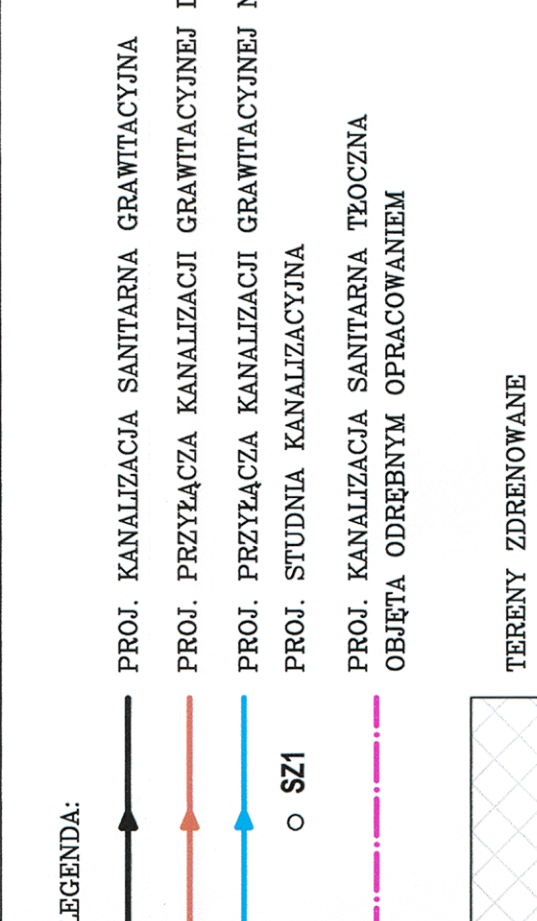 LEGENDA:
PROJ. KANALIZACJA SANITARNA GRAWITACYJNA
PROJ. PRZYŁĄCZA KANALIZACJI GRAWITACYJNEJ
PROJ. PRZYŁĄCZA KANALIZACJI GRAWITACYJNEJ
SZ1 PROJ. STUDNIA KANALIZACYJNA
PROJ. KANALIZACJA SANITARNA TŁOCZNA
OBJĘTA ODRĘBNYM OPRACOWANIEM
TERENY ZDRENOWANE